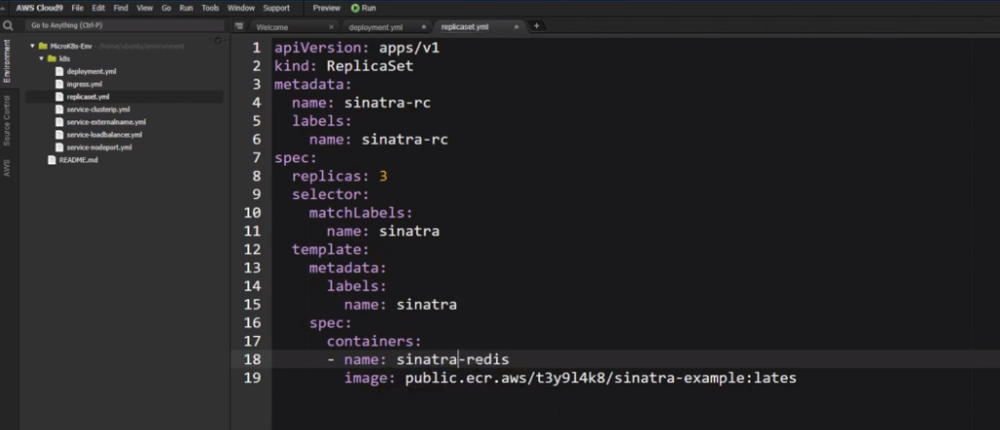 AWS Cloud9 File Edit Find View Go Run Tools Window Support Preview Run
Go to Anything (Ctrl-P)
Welcome × deployment.yml replicaset.yml +
Environment
Source Control
AWS
MicroK8s-Env - /home/ubuntu/environment
k8s
deployment.yml
ingress.yml
replicaset.yml
service-clusterip.yml
service-externalname.yml
service-loadbalancer.yml
service-nodeport.yml
README.md
1 apiVersion: apps/v1
2 kind: ReplicaSet
3 metadata:
4 name: sinatra-rc
5 labels:
6 name: sinatra-rc
7 spec:
8 replicas: 3
9 selector:
10 matchLabels:
11 name: sinatra
12 template:
13 metadata:
14 labels:
15 name: sinatra
16 spec:
17 containers:
18 - name: sinatra-redis
19 image: public.ecr.aws/t3y9l4k8/sinatra-example:lates